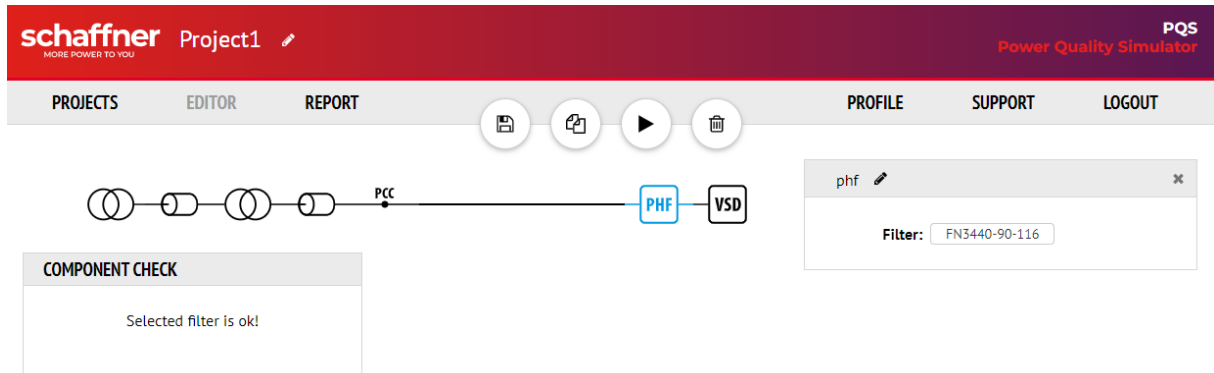 schaffner
MORE POWER TO YOU
Project1
PQS
Power Quality Simulator
PROJECTS EDITOR REPORT PROFILE SUPPORT LOGOUT
PCC
PHF
VSD
phf
Filter: FN3440-90-116
COMPONENT CHECK
Selected filter is ok!